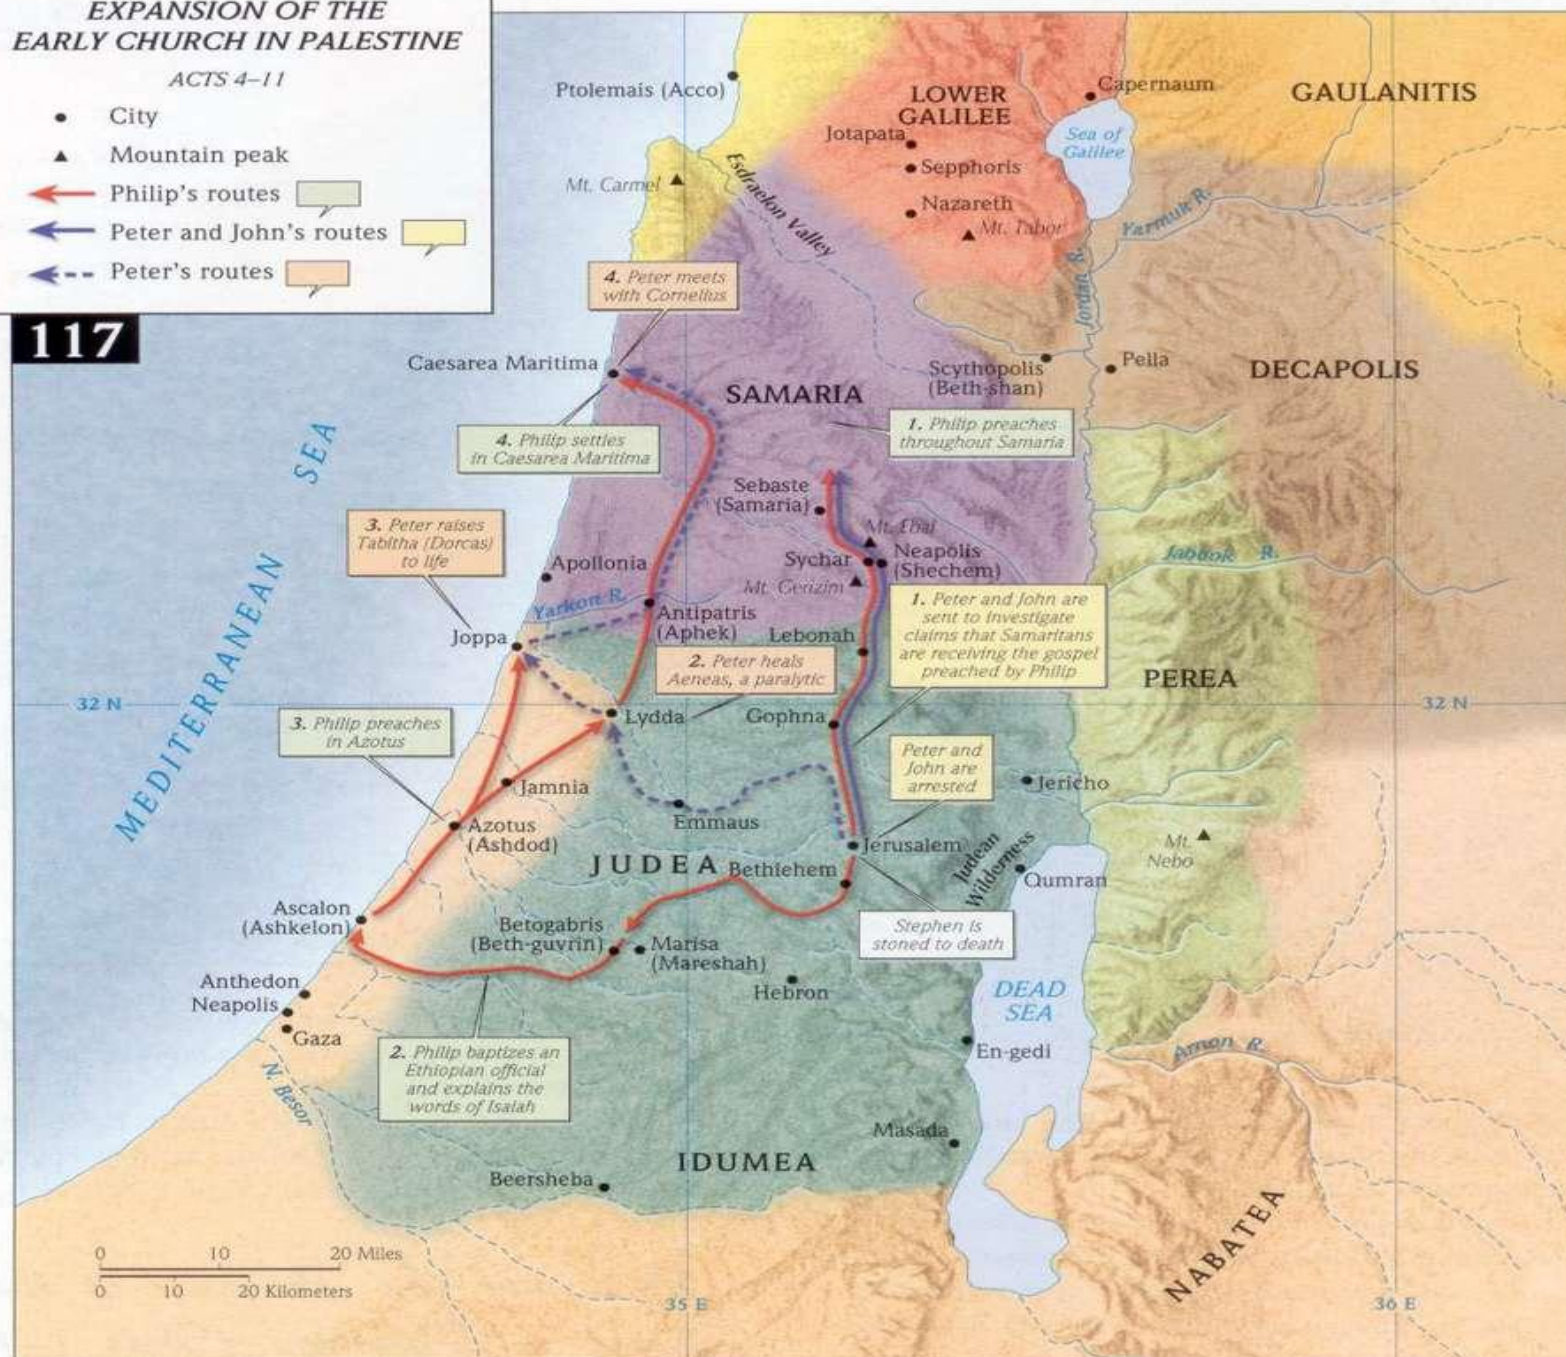 EXPANSION OF THE
EARLY CHURCH IN PALESTINE
ACTS 4–11
City
Mountain peak
Philip's routes
Peter and John's routes
Peter's routes
117
Ptolemais (Acco)
LOWER
GALILEE
Capernaum
GAULANITIS
Jotapata
Sea of
Galilee
Sepphoris
Mt. Carmel
Esdraelon Valley
Nazareth
Mt. Tabor
Yarmuk R.
Jordan R.
4. Peter meets
with Cornelius
Caesarea Maritima
Scythopolis
(Beth-shan)
Pella
DECAPOLIS
SAMARIA
1. Philip preaches
throughout Samaria
4. Philip settles
in Caesarea Maritima
MEDITERRANEAN SEA
Sebaste
(Samaria)
3. Peter raises
Tabitha (Dorcas)
to life
Mt. Ebal
Apollonia
Sychar
Neapolis
(Shechem)
Jabbok R.
Mt. Gerizim
Yarkon R.
Antipatris
(Aphek)
1. Peter and John are
sent to investigate
claims that Samaritans
are receiving the gospel
preached by Philip
Joppa
Lebonah
2. Peter heals
Aeneas, a paralytic
PEREA
32 N
32 N
Lydda
Gophna
3. Philip preaches
in Azotus
Peter and
John are
arrested
Jamnia
Jericho
Emmaus
Azotus
(Ashdod)
Jerusalem
Judean
Wilderness
Mt.
Nebo
JUDEA
Bethlehem
Qumran
Ascalon
(Ashkelon)
Betogabris
(Beth-guvrin)
Marisa
(Mareshah)
Stephen is
stoned to death
Anthedon
Neapolis
Hebron
DEAD
SEA
Gaza
En-gedi
Arnon R.
2. Philip baptizes an
Ethiopian official
and explains the
words of Isaiah
N. Besor
Masada
IDUMEA
Beersheba
NABATEA
0 10 20 Miles
0 10 20 Kilometers
35 E
36 E